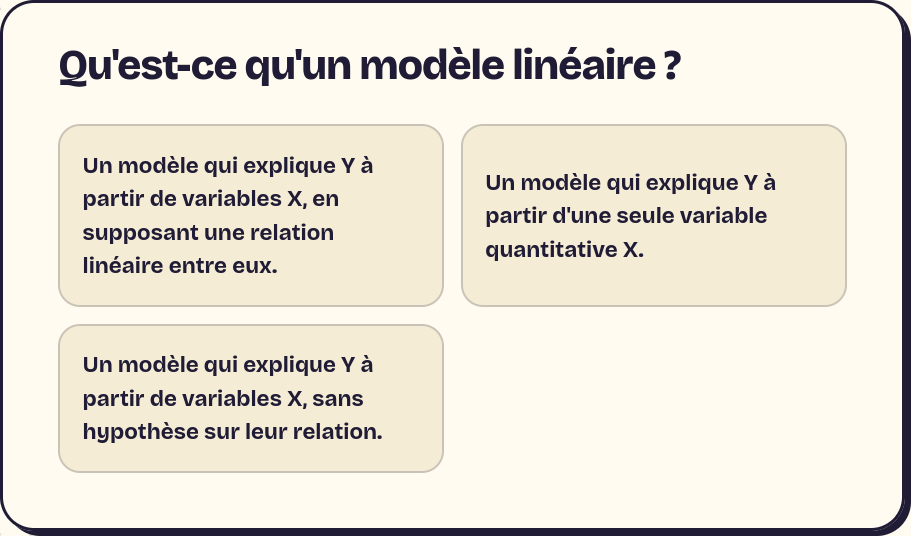 Qu'est-ce qu'un modèle linéaire ?
Un modèle qui explique Y à
partir de variables X, en
supposant une relation
linéaire entre eux.
Un modèle qui explique Y à
partir d'une seule variable
quantitative X.
Un modèle qui explique Y à
partir de variables X, sans
hypothèse sur leur relation.